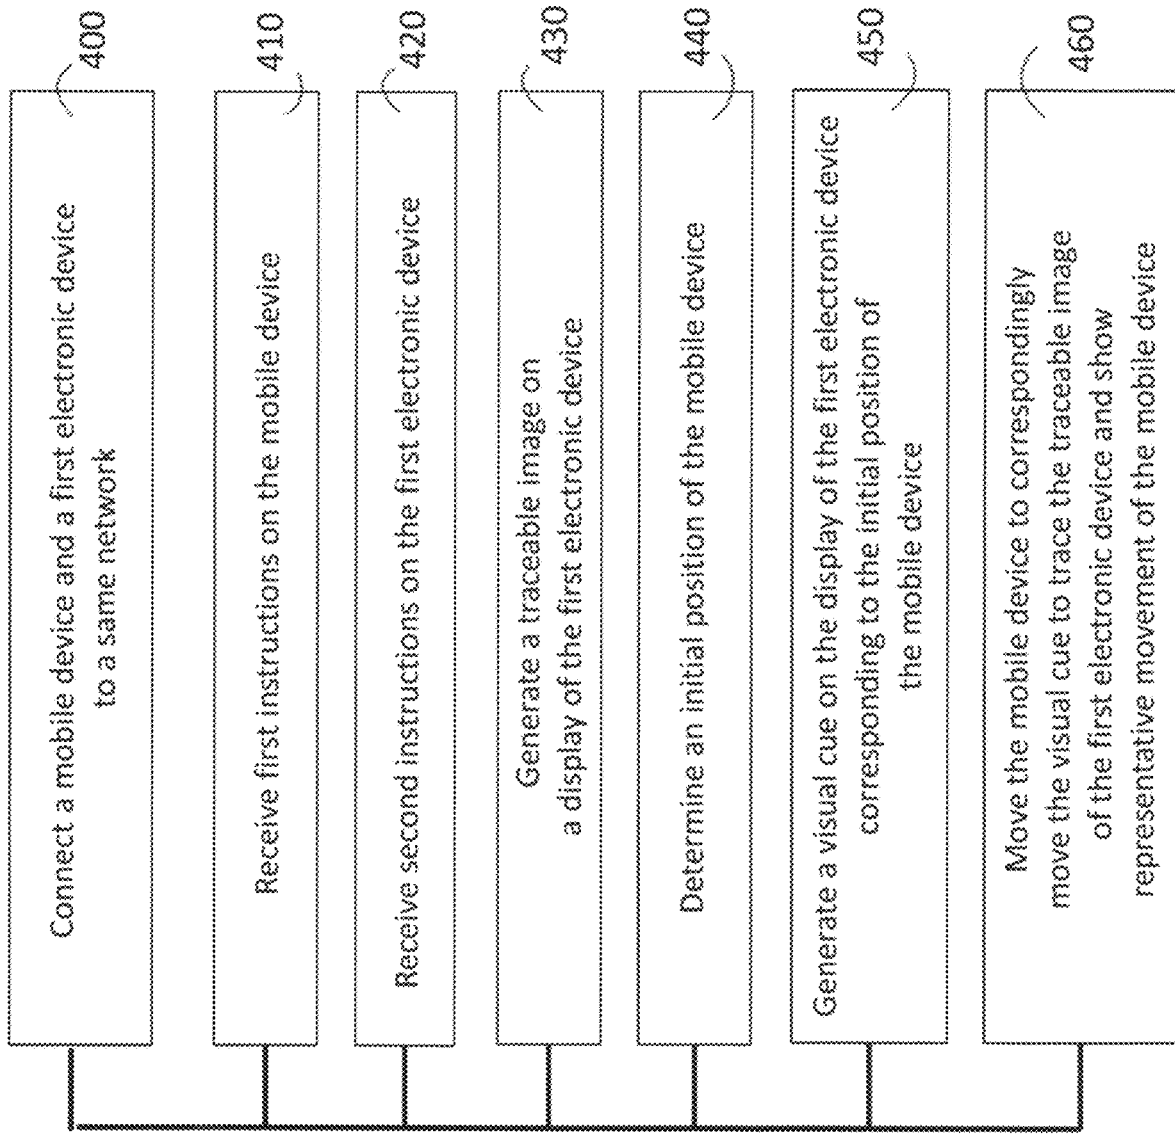 Connect a mobile device and a first electronic device
to a same network
400
Receive first instructions on the mobile device
410
Receive second instructions on the first electronic device
420
Generate a traceable image on
a display of the first electronic device
430
Determine an initial position of the mobile device
440
Generate a visual cue on the display of the first electronic device
corresponding to the initial position of
the mobile device
450
Move the mobile device to correspondingly
move the visual cue to trace the traceable image
of the first electronic device and show
representative movement of the mobile device
460